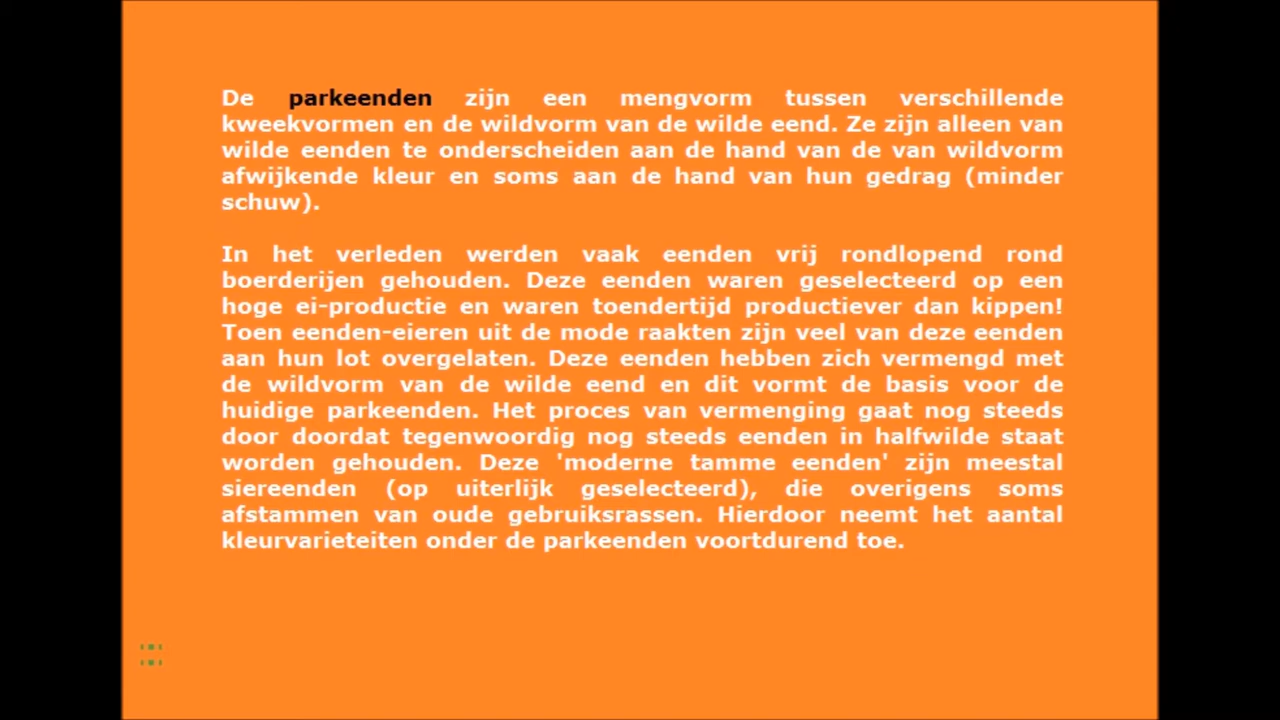 De parkeenden zijn een mengvorm tussen verschillende
kweekvormen en de wildvorm van de wilde eend. Ze zijn alleen van
wilde eenden te onderscheiden aan de hand van de van wildvorm
afwijkende kleur en soms aan de hand van hun gedrag (minder
schuw).
In het verleden werden vaak eenden vrij rondlopend rond
boerderijen gehouden. Deze eenden waren geselecteerd op een
hoge ei-productie en waren toendertijd productiever dan kippen!
Toen eenden-eieren uit de mode raakten zijn veel van deze eenden
aan hun lot overgelaten. Deze eenden hebben zich vermengd met
de wildvorm van de wilde eend en dit vormt de basis voor de
huidige parkeenden. Het proces van vermenging gaat nog steeds
door doordat tegenwoordig nog steeds eenden in halfwilde staat
worden gehouden. Deze 'moderne tamme eenden' zijn meestal
siereenden (op uiterlijk geselecteerd), die overigens soms
afstammen van oude gebruiksrassen. Hierdoor neemt het aantal
kleurvarieteiten onder de parkeenden voortdurend toe.